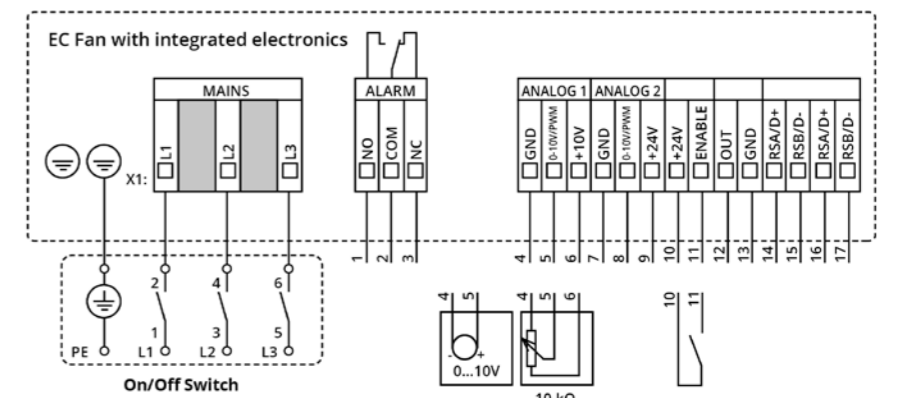 EC Fan with integrated electronics
MAINS
ALARM
ANALOG 1 ANALOG 2
X1:
L1
L2
L3
NO
COM
NC
GND
0-10V/PWM
+10V
GND
0-10V/PWM
+24V
+24V
ENABLE
OUT
GND
RSA/D+
RSB/D-
RSA/D+
RSB/D-
1 2 3 4 5 6 7 8 9 10 11 12 13 14 15 16 17
2 4 6
1 3 5
PE L1 L2 L3
On/Off Switch
4 5
- +
0...10V
4 5 6
10 kΩ
10 11